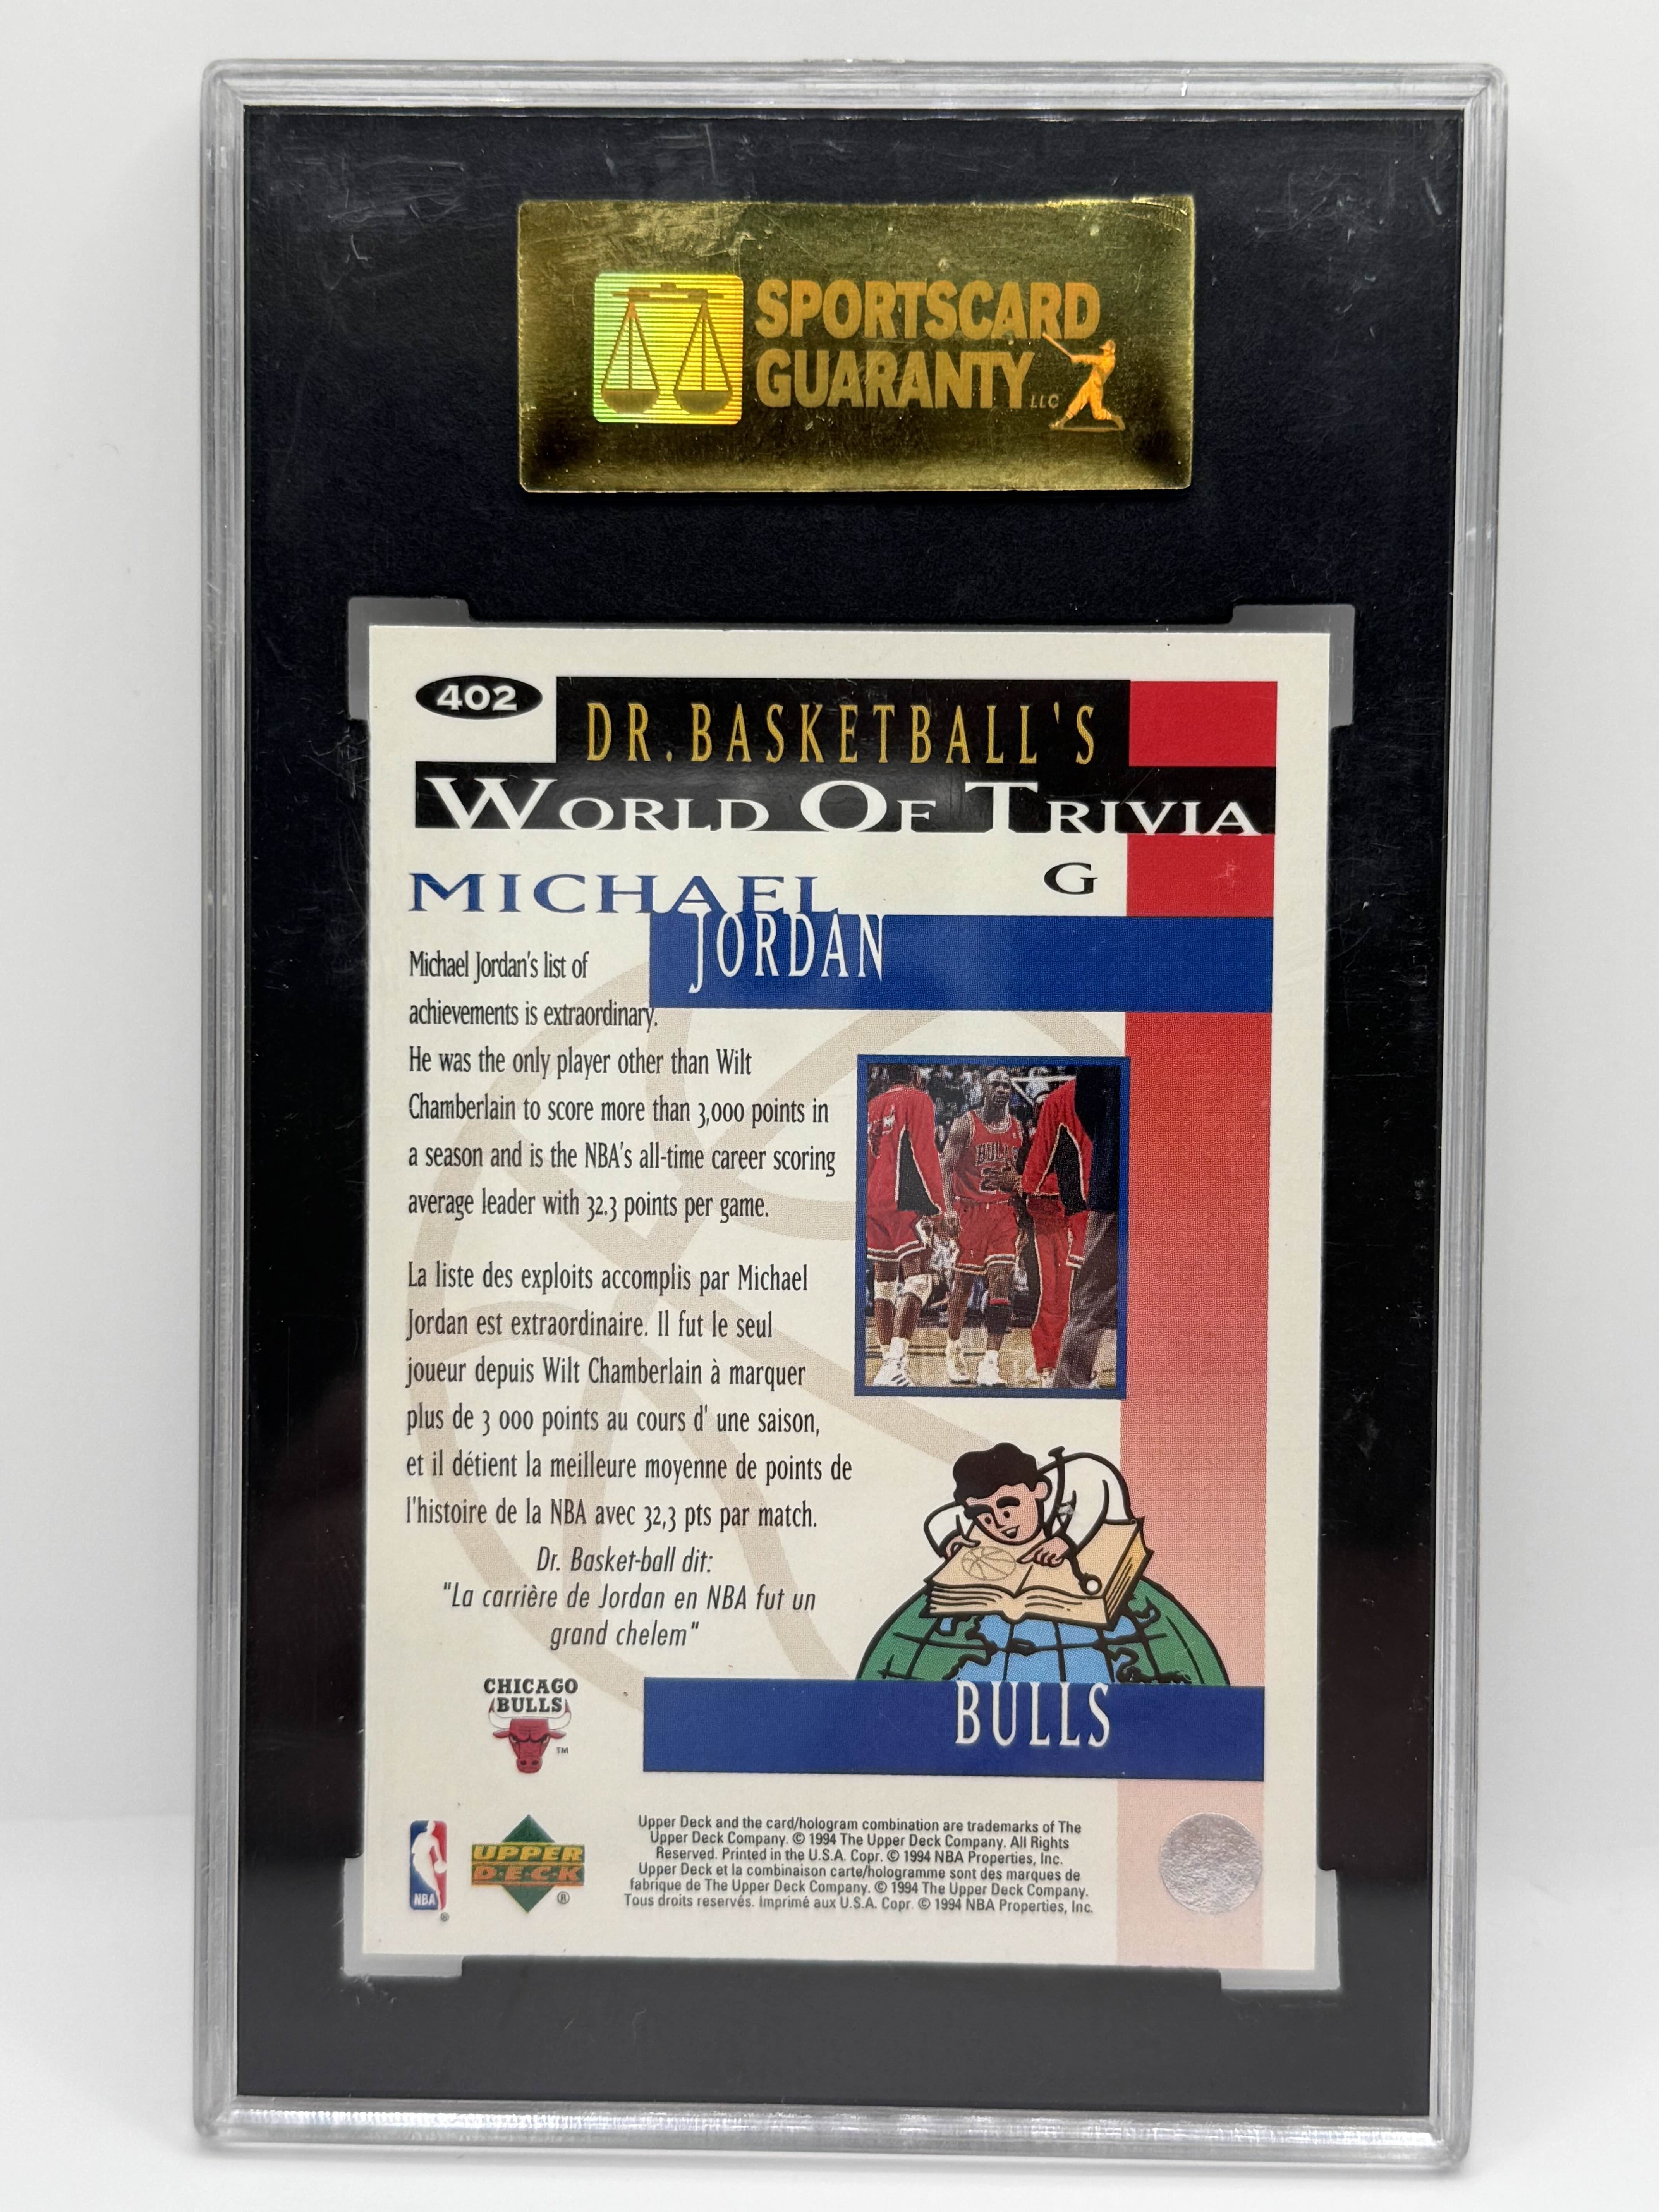 SPORTSCARD
GUARANTY LLC
402
DR.BASKETBALL'S
WORLD OF TRIVIA
MICHAEL
G
JORDAN
Michael Jordan's list of
achievements is extraordinary.
He was the only player other than Wilt
Chamberlain to score more than 3,000 points in
a season and is the NBA's all-time career scoring
average leader with 32.3 points per game.
BULLS
La liste des exploits accomplis par Michael
Jordan est extraordinaire. Il fut le seul
joueur depuis Wilt Chamberlain à marquer
plus de 3 000 points au cours d' une saison,
et il détient la meilleure moyenne de points de
l'histoire de la NBA avec 32,3 pts par match.
Dr. Basket-ball dit:
"La carrière de Jordan en NBA fut un
grand chelem"
CHICAGO
BULLS
TM
BULLS
NBA
®
UPPER
D·E·C·K
®
Upper Deck and the card/hologram combination are trademarks of The
Upper Deck Company. © 1994 The Upper Deck Company. All Rights
Reserved. Printed in the U.S.A. Copr. © 1994 NBA Properties, Inc.
Upper Deck et la combinaison carte/hologramme sont des marques de
fabrique de The Upper Deck Company. © 1994 The Upper Deck Company.
Tous droits reservés. Imprimé aux U.S.A. Copr. © 1994 NBA Properties, Inc.